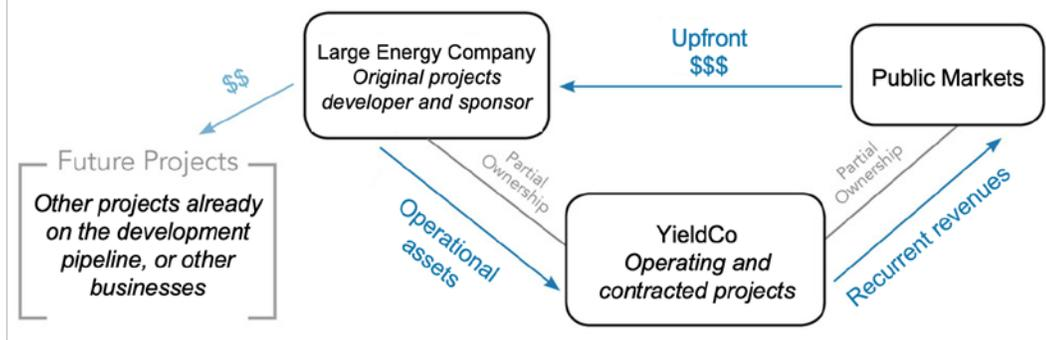 Large Energy Company
Original projects
developer and sponsor
Upfront
$$$
Public Markets
$$
Future Projects
Other projects already
on the development
pipeline, or other
businesses
Partial
Ownership
Operational
assets
YieldCo
Operating and
contracted projects
Partial
Ownership
Recurrent revenues